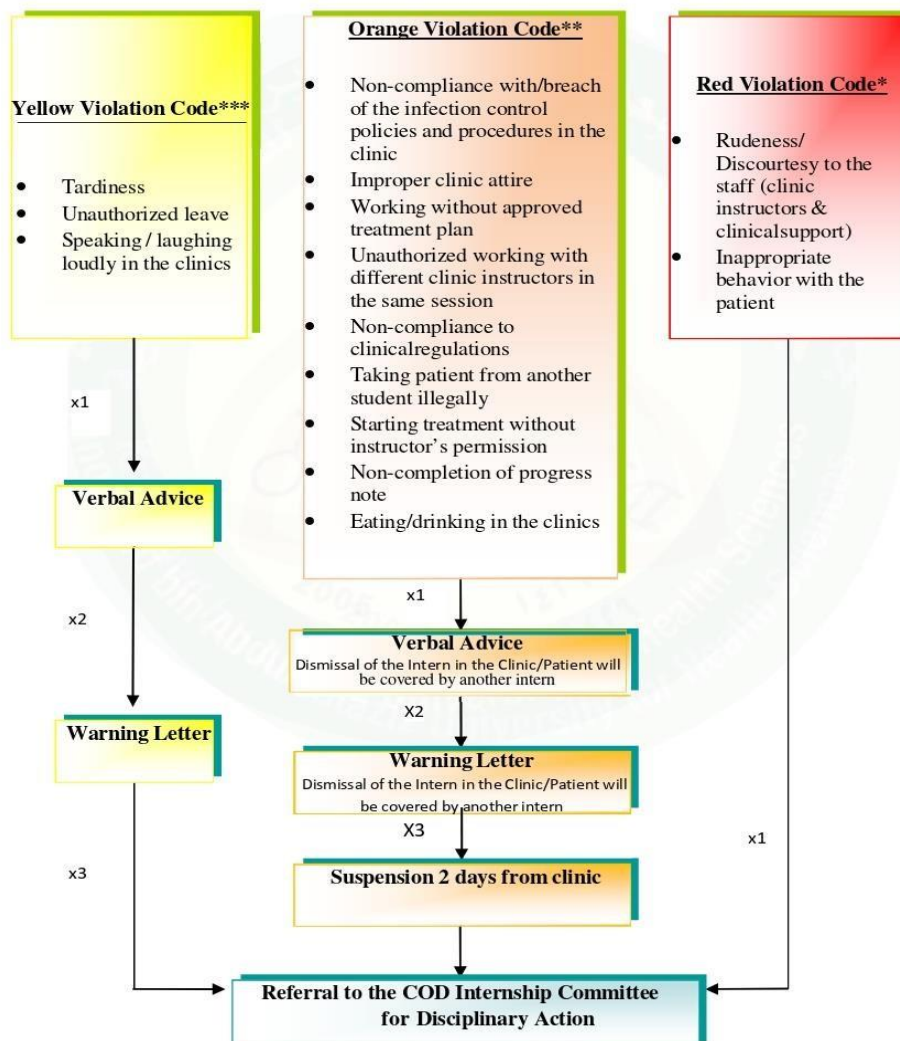 Yellow Violation Code***
• Tardiness
• Unauthorized leave
• Speaking / laughing
loudly in the clinics
Orange Violation Code**
• Non-compliance with/breach
of the infection control
policies and procedures in the
clinic
• Improper clinic attire
• Working without approved
treatment plan
• Unauthorized working with
different clinic instructors in
the same session
• Non-compliance to
clinicalregulations
• Taking patient from another
student illegally
• Starting treatment without
instructor’s permission
• Non-completion of progress
note
• Eating/drinking in the clinics
Red Violation Code*
• Rudeness/
Discourtesy to the
staff (clinic
instructors &
clinicalsupport)
• Inappropriate
behavior with the
patient
x1
Verbal Advice
x2
Warning Letter
x3
x1
Verbal Advice
Dismissal of the Intern in the Clinic/Patient will
be covered by another intern
X2
Warning Letter
Dismissal of the Intern in the Clinic/Patient will
be covered by another intern
X3
Suspension 2 days from clinic
x1
Referral to the COD Internship Committee
for Disciplinary Action